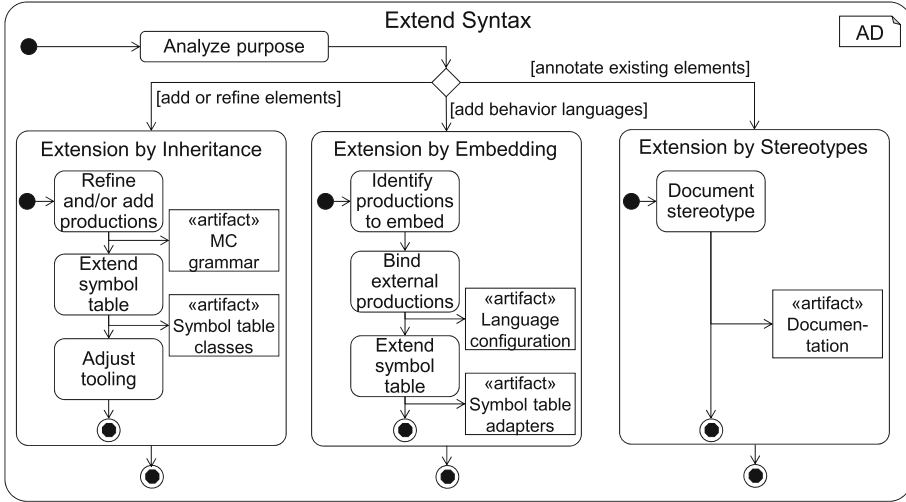 Extend Syntax
AD
Analyze purpose
[annotate existing elements]
[add or refine elements]
[add behavior languages]
Extension by Inheritance
Refine
and/or add
productions
«artifact»
MC
grammar
Extend
symbol
table
«artifact»
Symbol table
classes
Adjust
tooling
Extension by Embedding
Identify
productions
to embed
Bind
external
productions
«artifact»
Language
configuration
Extend
symbol
table
«artifact»
Symbol table
adapters
Extension by Stereotypes
Document
stereotype
«artifact»
Documen-
tation